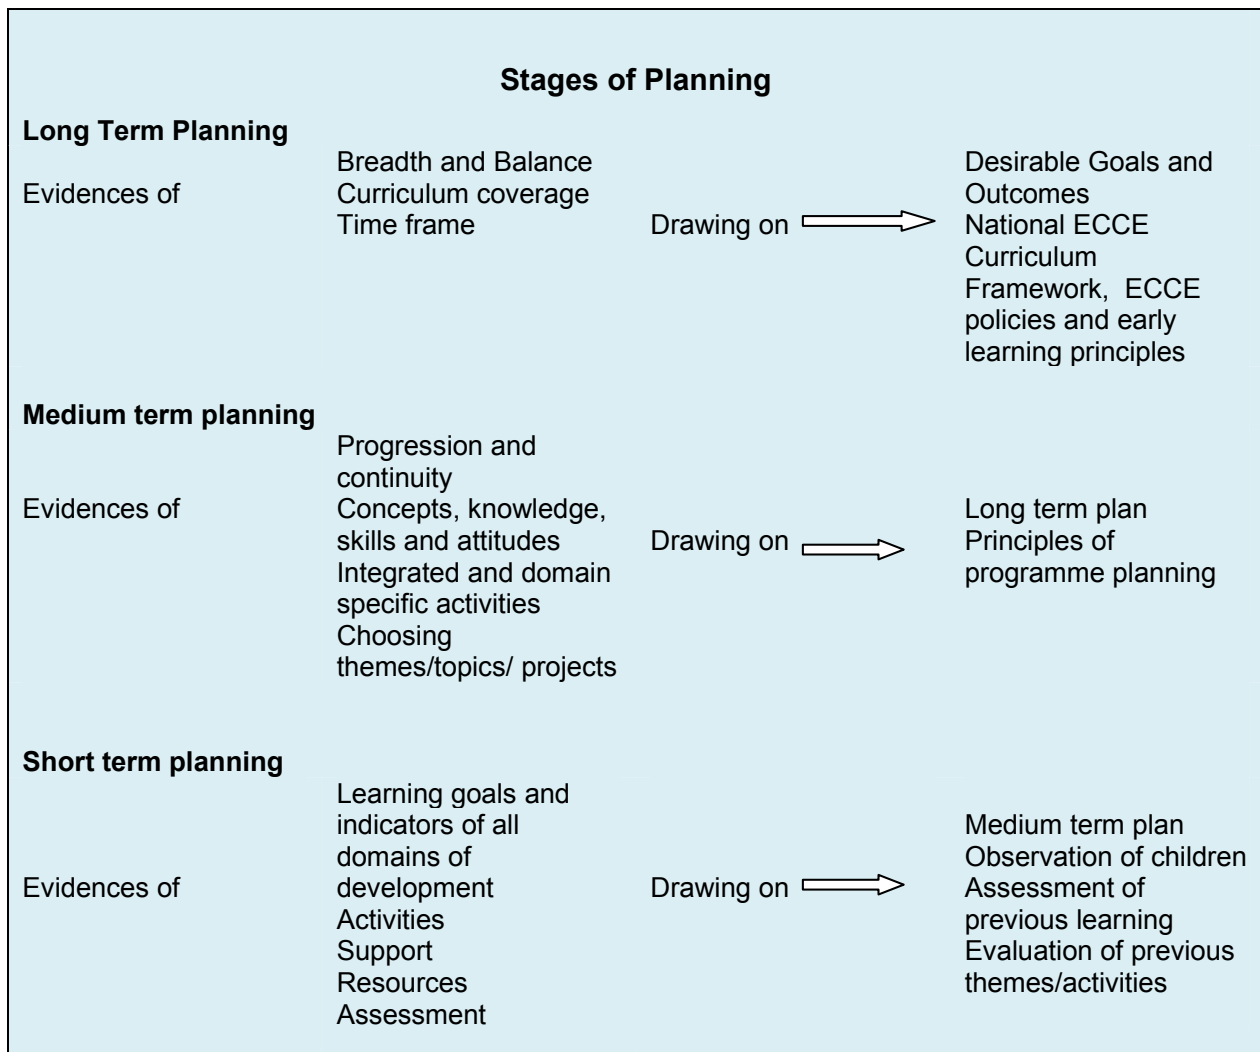 Stages of Planning
Long Term Planning
Evidences of
Breadth and Balance
Curriculum coverage
Time frame
Drawing on
Desirable Goals and
Outcomes
National ECCE
Curriculum
Framework, ECCE
policies and early
learning principles
Medium term planning
Evidences of
Progression and
continuity
Concepts, knowledge,
skills and attitudes
Integrated and domain
specific activities
Choosing
themes/topics/ projects
Drawing on
Long term plan
Principles of
programme planning
Short term planning
Evidences of
Learning goals and
indicators of all
domains of
development
Activities
Support
Resources
Assessment
Drawing on
Medium term plan
Observation of children
Assessment of
previous learning
Evaluation of previous
themes/activities